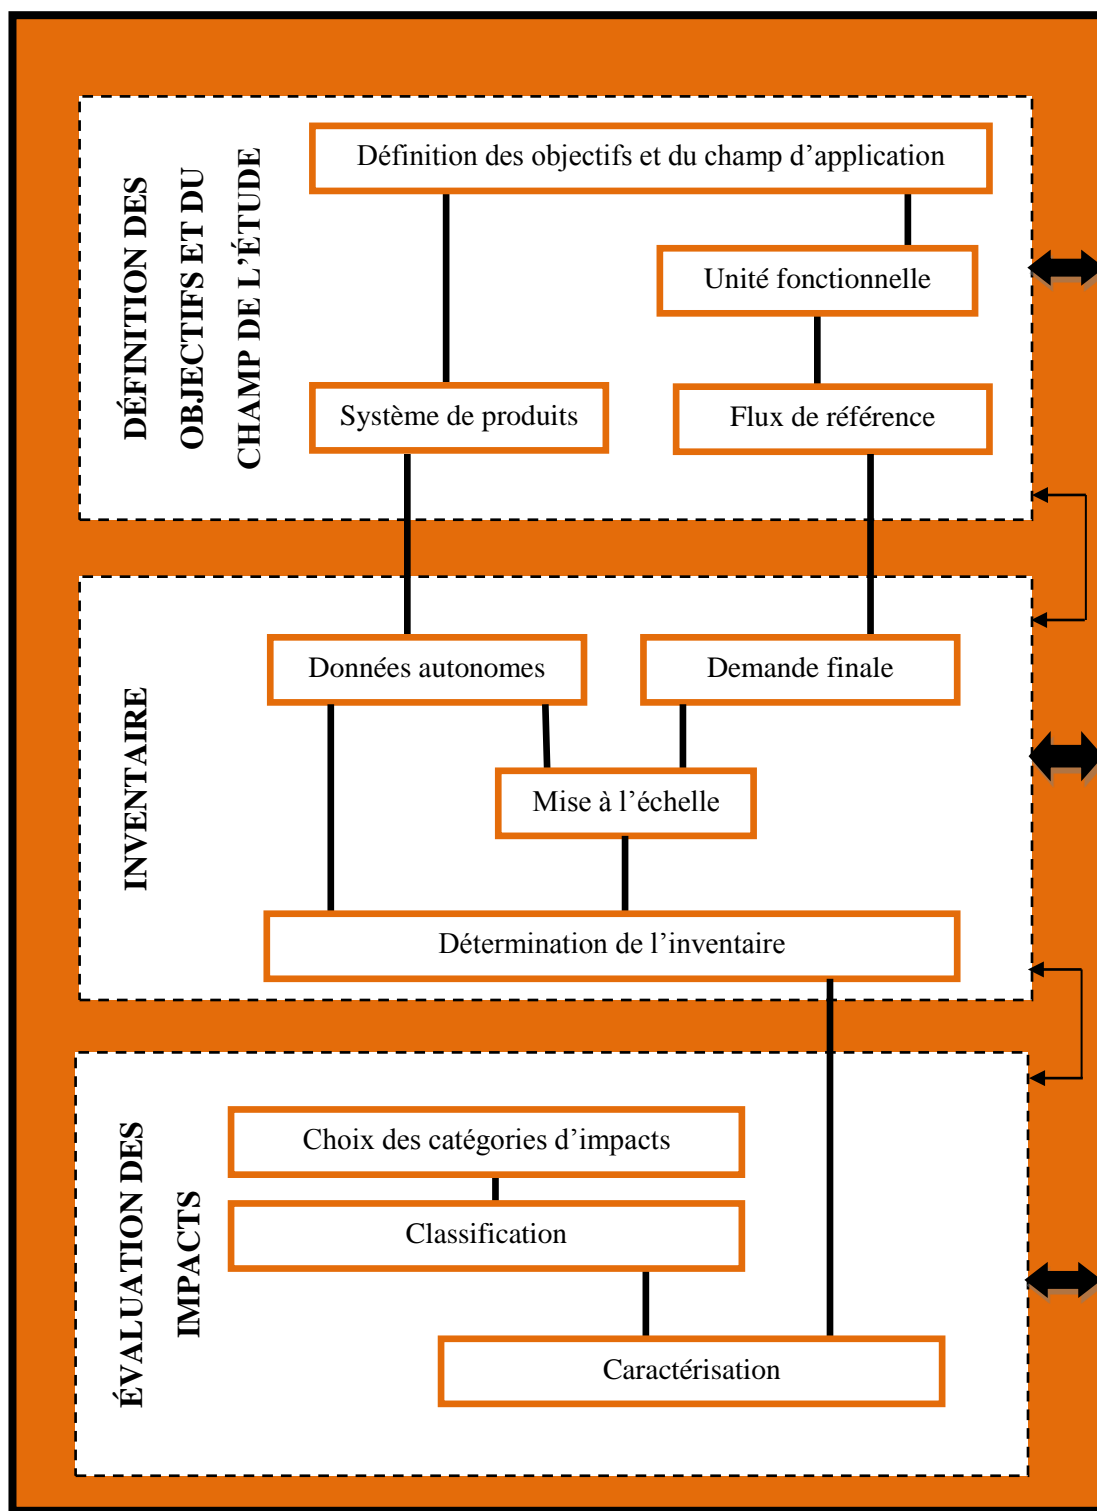 DÉFINITION DES
OBJECTIFS ET DU
CHAMP DE L’ÉTUDE
Définition des objectifs et du champ d’application
Unité fonctionnelle
Système de produits
Flux de référence
INVENTAIRE
Données autonomes
Demande finale
Mise à l’échelle
Détermination de l’inventaire
ÉVALUATION DES
IMPACTS
Choix des catégories d’impacts
Classification
Caractérisation